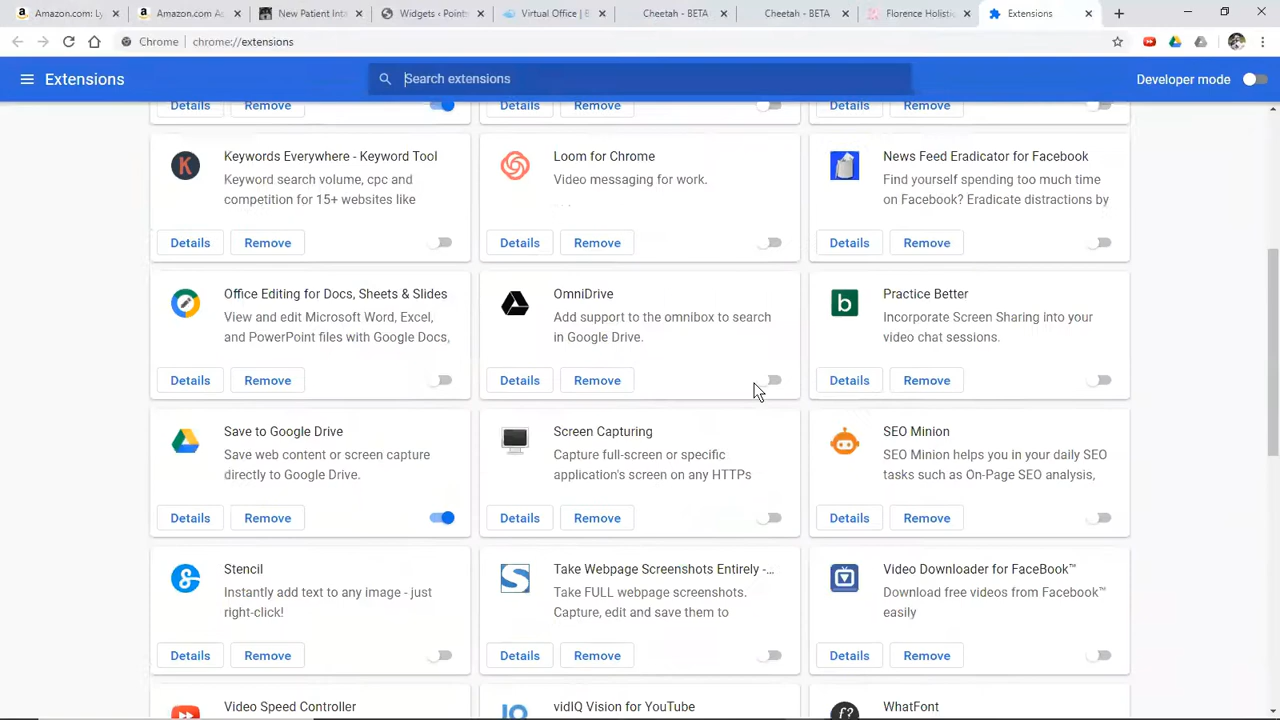 Amazon.com: Ly
Amazon.com Ac
New Patient Int
Widgets ‹ Point
Virtual Office | E
Cheetah - BETA
Cheetah - BETA
Florence Holisti
Extensions
Chrome | chrome://extensions
Extensions
Search extensions
Developer mode
Details Remove
Details Remove
Details Remove
Keywords Everywhere - Keyword Tool
Keyword search volume, cpc and
competition for 15+ websites like
Details Remove
Loom for Chrome
Video messaging for work.
. . .
Details Remove
News Feed Eradicator for Facebook
Find yourself spending too much time
on Facebook? Eradicate distractions by
Details Remove
Office Editing for Docs, Sheets & Slides
View and edit Microsoft Word, Excel,
and PowerPoint files with Google Docs,
Details Remove
OmniDrive
Add support to the omnibox to search
in Google Drive.
Details Remove
b
Practice Better
Incorporate Screen Sharing into your
video chat sessions.
Details Remove
Save to Google Drive
Save web content or screen capture
directly to Google Drive.
Details Remove
Screen Capturing
Capture full-screen or specific
application's screen on any HTTPs
Details Remove
SEO Minion
SEO Minion helps you in your daily SEO
tasks such as On-Page SEO analysis,
Details Remove
Stencil
Instantly add text to any image - just
right-click!
Details Remove
Take Webpage Screenshots Entirely -...
Take FULL webpage screenshots.
Capture, edit and save them to
Details Remove
Video Downloader for FaceBook™
Download free videos from Facebook™
easily
Details Remove
Video Speed Controller
vidIQ Vision for YouTube
f?
WhatFont